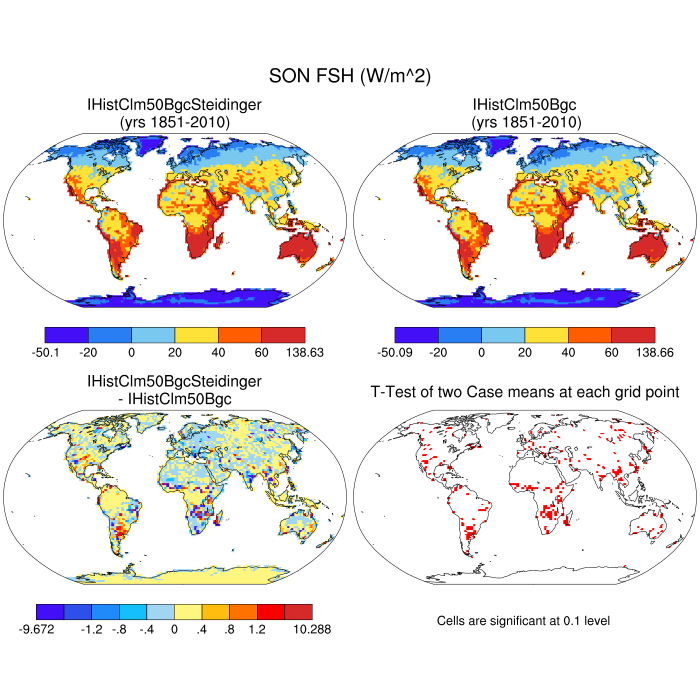 SON FSH (W/m^2)
IHistClm50BgcSteidinger
(yrs 1851-2010)
IHistClm50Bgc
(yrs 1851-2010)
-50.1 -20 0 20 40 60 138.63
-50.09 -20 0 20 40 60 138.66
IHistClm50BgcSteidinger
- IHistClm50Bgc
T-Test of two Case means at each grid point
-9.672 -1.2 -.8 -.4 0 .4 .8 1.2 10.288
Cells are significant at 0.1 level